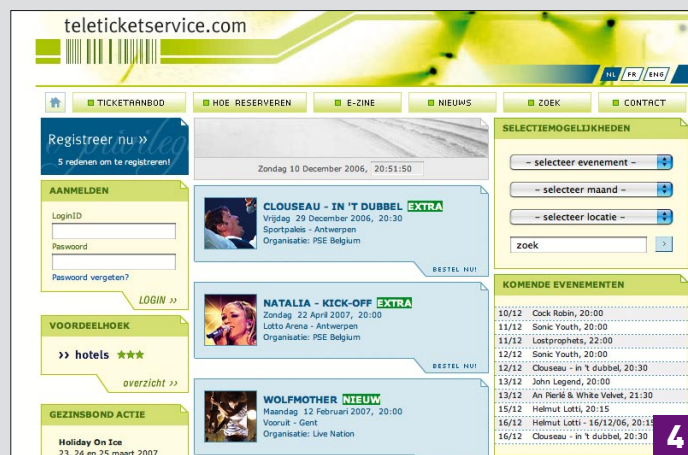 teleticketservice.com
NL FR ENG
TICKETAANBOD HOE RESERVEREN E-ZINE NIEUWS ZOEK CONTACT
Registreer nu »
5 redenen om te registreren!
AANMELDEN
LoginID
Paswoord
Paswoord vergeten?
LOGIN »
VOORDEELHOEK
›› hotels
overzicht ››
GEZINSBOND ACTIE
Holiday On Ice
23, 24 en 25 maart 2007
Zondag 10 December 2006, 20:51:50
CLOUSEAU - IN 'T DUBBEL EXTRA
Vrijdag 29 December 2006, 20:30
Sportpaleis - Antwerpen
Organisatie: PSE Belgium
BESTEL NU!
NATALIA - KICK-OFF EXTRA
Zondag 22 April 2007, 20:00
Lotto Arena - Antwerpen
Organisatie: PSE Belgium
BESTEL NU!
WOLFMOTHER NIEUW
Maandag 12 Februari 2007, 20:00
Vooruit - Gent
Organisatie: Live Nation
SELECTIEMOGELIJKHEDEN
– selecteer evenement –
– selecteer maand –
– selecteer locatie –
zoek >
KOMENDE EVENEMENTEN
10/12 Cock Robin, 20:00
11/12 Sonic Youth, 20:00
11/12 Lostprophets, 22:00
12/12 Sonic Youth, 20:00
12/12 Clouseau - in 't dubbel, 20:30
13/12 John Legend, 20:00
13/12 An Pierlé & White Velvet, 21:30
15/12 Helmut Lotti, 20:15
16/12 Helmut Lotti - 16/12/06, 20:15
16/12 Clouseau - in 't dubbel, 20:30
4